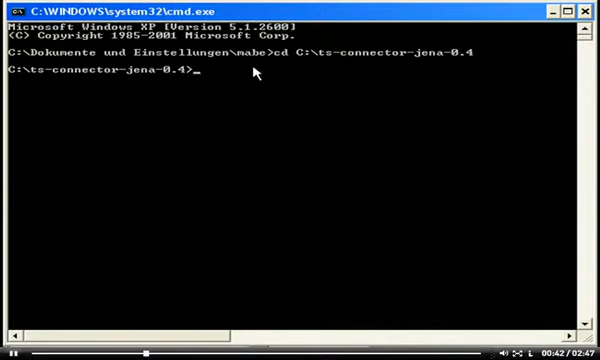 C:\WINDOWS\system32\cmd.exe
Microsoft Windows XP [Version 5.1.2600]
(C) Copyright 1985-2001 Microsoft Corp.
C:\Dokumente und Einstellungen\mabe>cd C:\ts-connector-jena-0.4
C:\ts-connector-jena-0.4>_
00:42 / 02:47